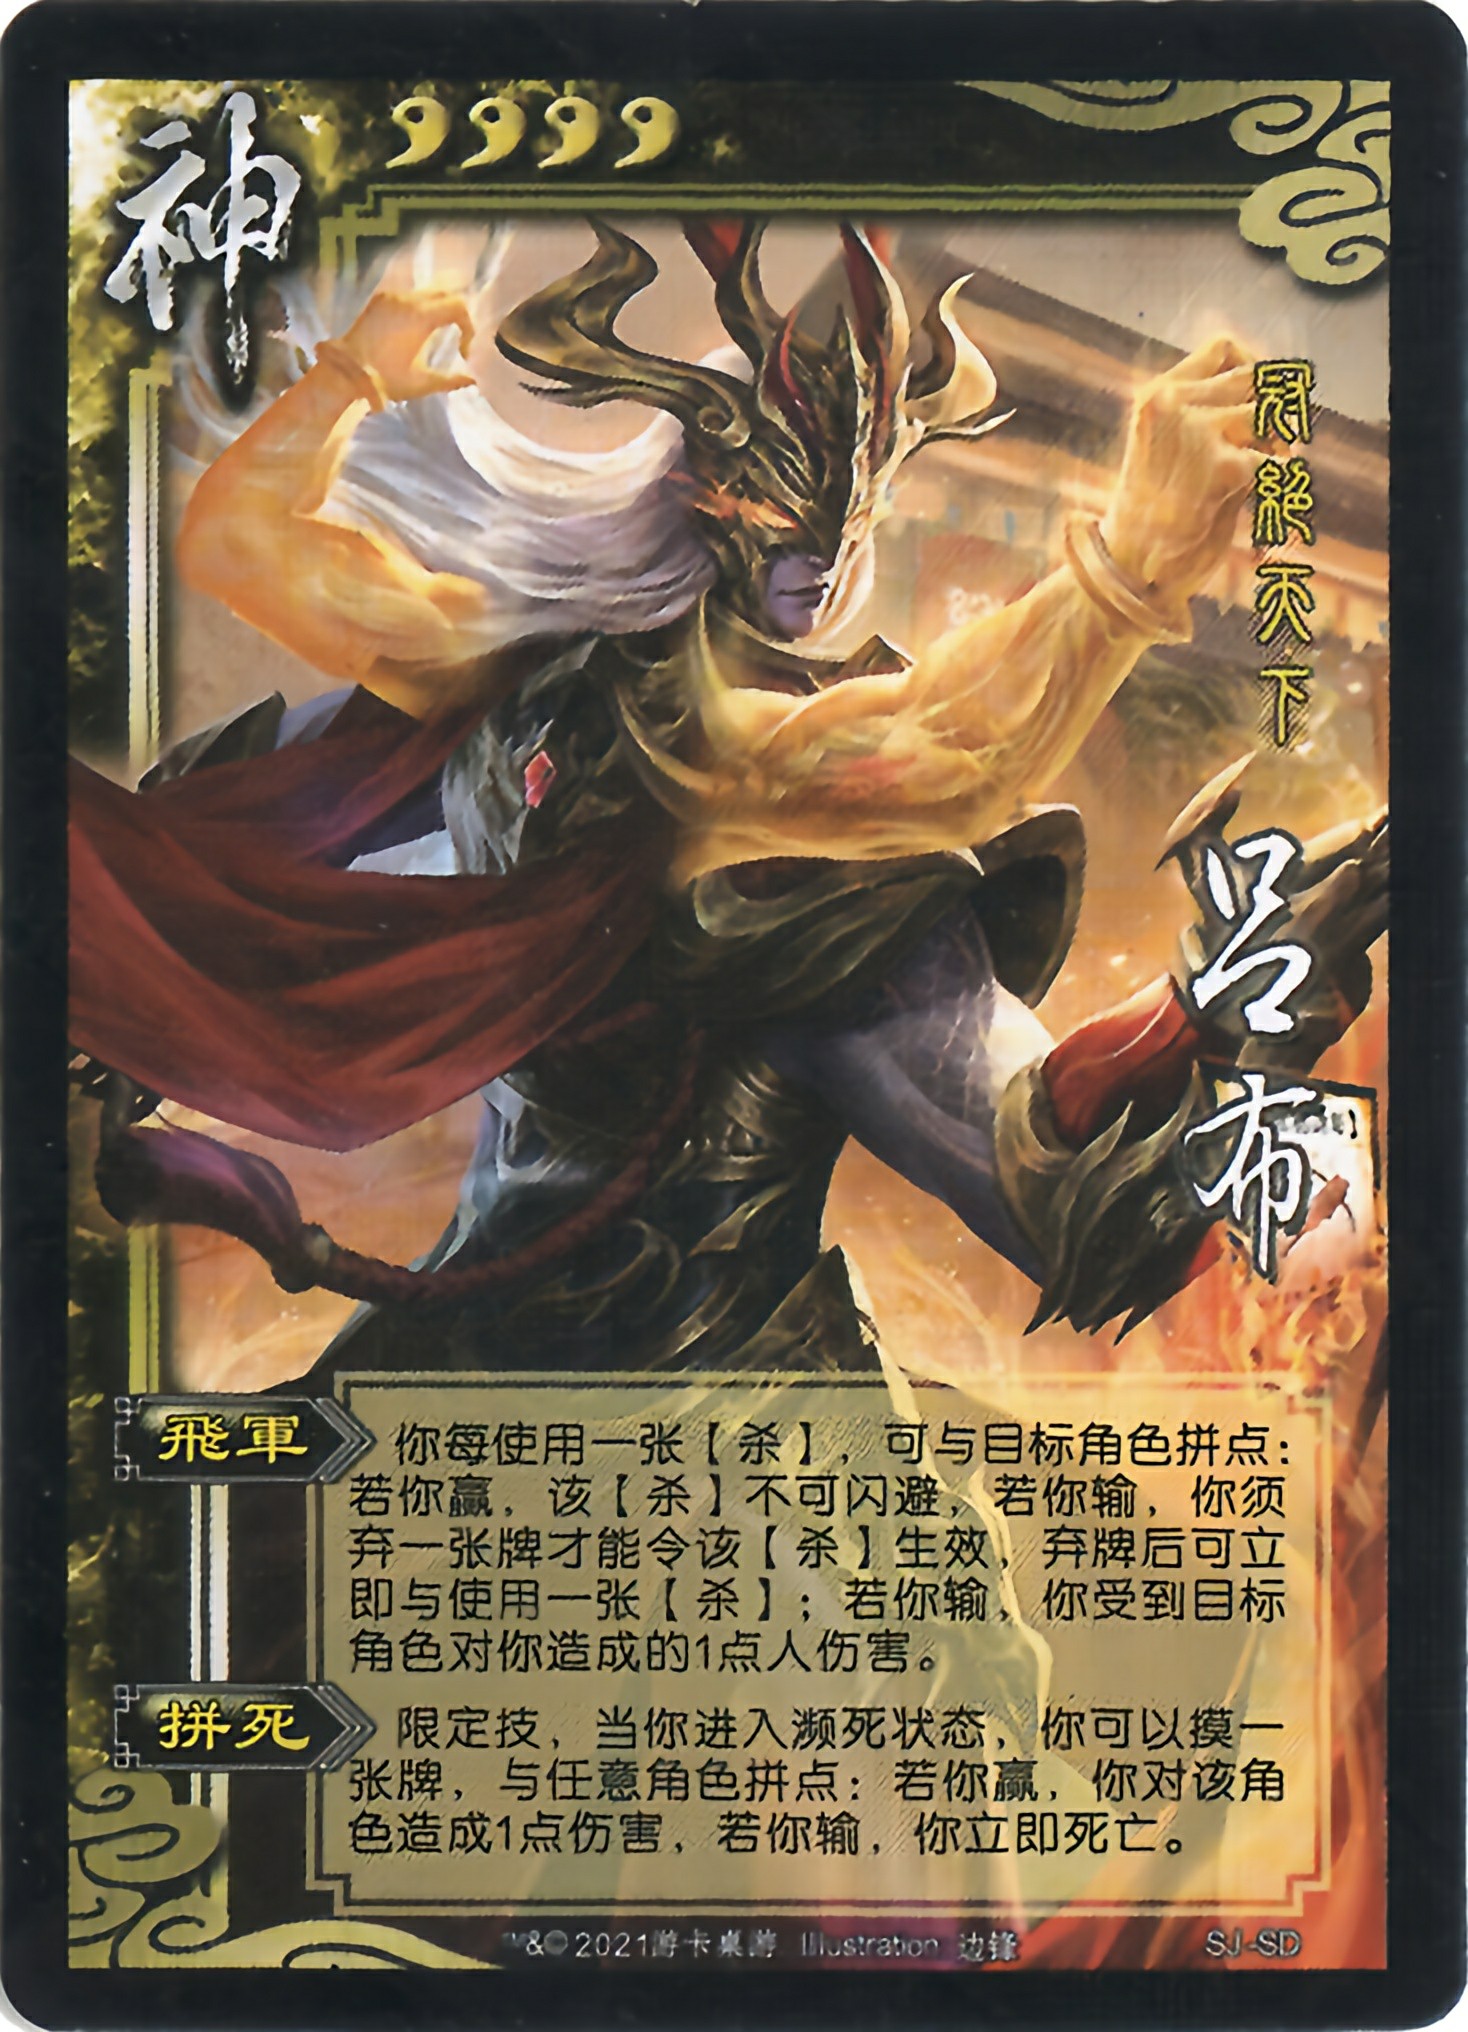 神
冠絶天下
呂布
飛軍
你每使用一张【杀】，可与目标角色拼点：
若你赢，该【杀】不可闪避，若你输，你须
弃一张牌才能令该【杀】生效，弃牌后可立
即与使用一张【杀】；若你输，你受到目标
角色对你造成的1点人伤害。
拼死
限定技，当你进入濒死状态，你可以摸一
张牌，与任意角色拼点：若你赢，你对该角
色造成1点伤害，若你输，你立即死亡。
™&© 2021游卡桌游 Illustration 边锋
SJ-SD